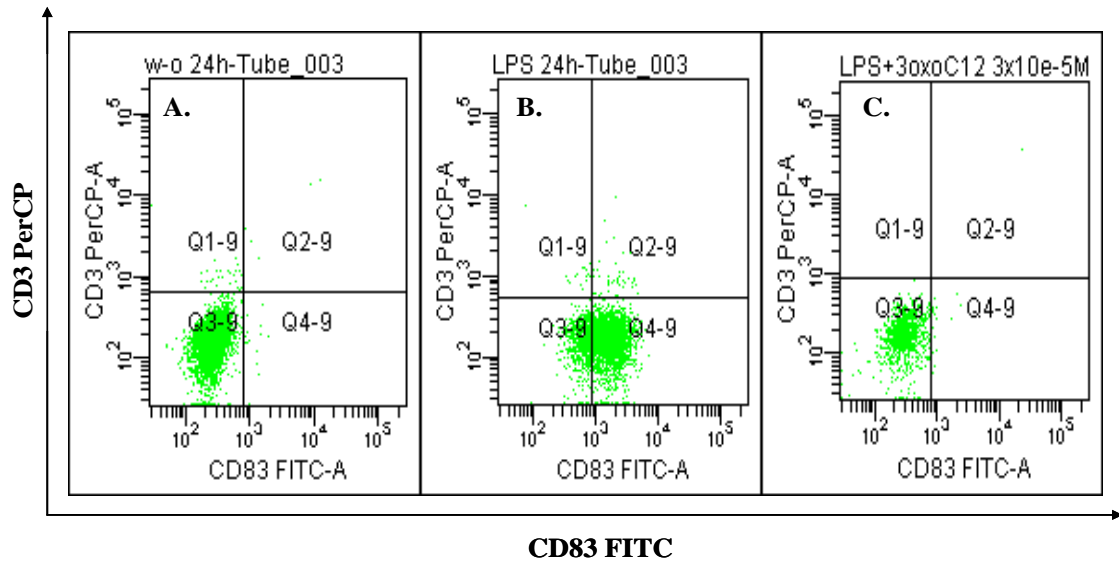 w-o 24h-Tube_003
A.
CD3 PerCP-A
10^5
10^4
10^3
10^2
Q1-9 Q2-9
Q3-9 Q4-9
10^2 10^3 10^4 10^5
CD83 FITC-A
LPS 24h-Tube_003
B.
CD3 PerCP-A
10^5
10^4
10^3
10^2
Q1-9 Q2-9
Q3-9 Q4-9
10^2 10^3 10^4 10^5
CD83 FITC-A
LPS+3oxoC12 3x10e-5M
C.
CD3 PerCP-A
10^5
10^4
10^3
10^2
Q1-9 Q2-9
Q3-9 Q4-9
10^2 10^3 10^4 10^5
CD83 FITC-A
CD3 PerCP
CD83 FITC